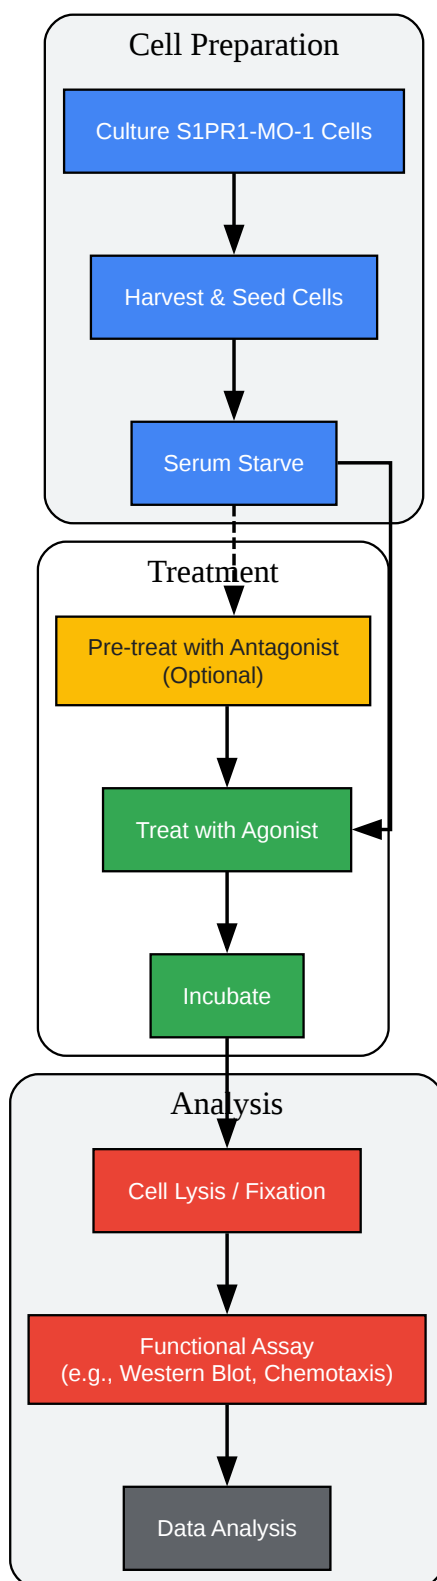 Cell Preparation
Culture S1PR1-MO-1 Cells
Harvest & Seed Cells
Serum Starve
Treatment
Pre-treat with Antagonist
(Optional)
Treat with Agonist
Incubate
Analysis
Cell Lysis / Fixation
Functional Assay
(e.g., Western Blot, Chemotaxis)
Data Analysis